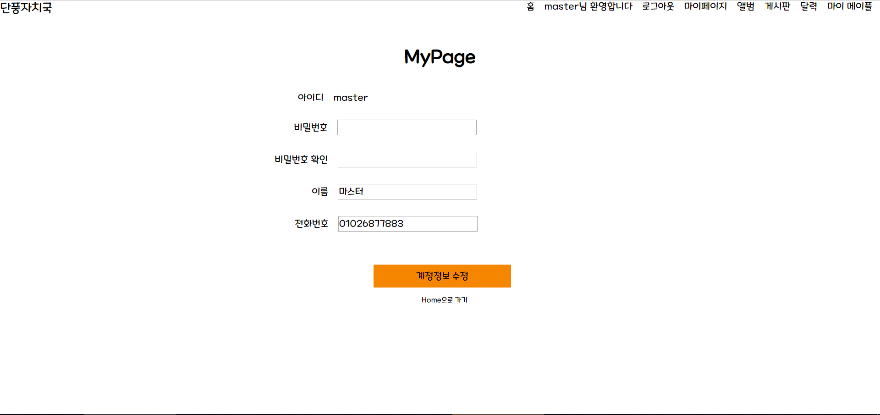 단풍자치국
홈 master님 환영합니다 로그아웃 마이페이지 앨범 게시판 달력 마이 메이플
MyPage
아이디 master
비밀번호
비밀번호 확인
이름 마스터
전화번호 01026877883
계정정보 수정
Home으로 가기